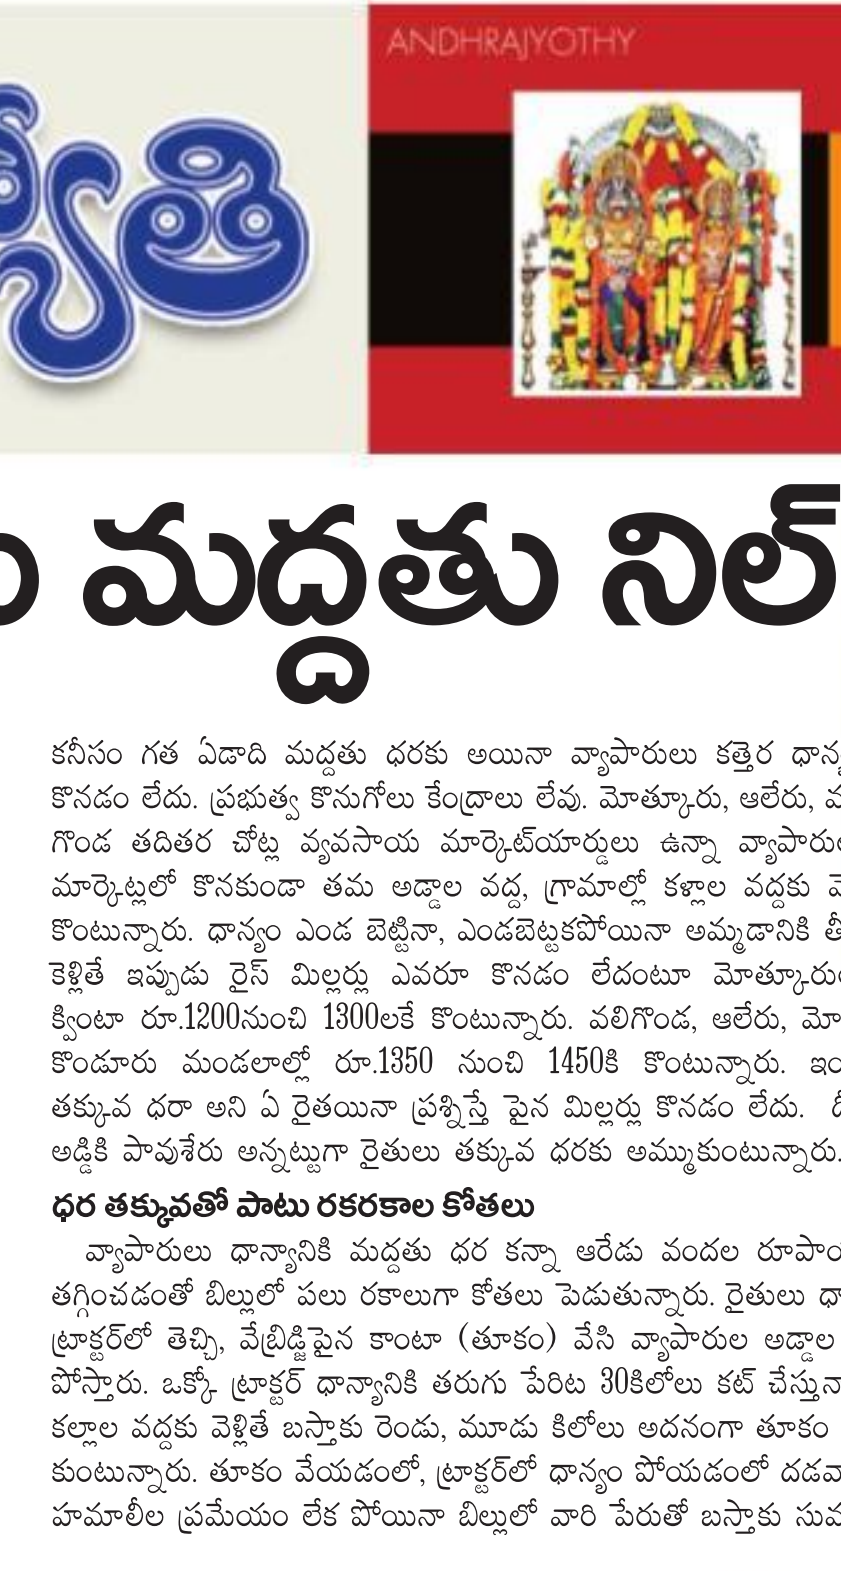 ANDHRAJYOTHY
్యోతి
మద్దతు నిల్
కనీసం గత ఏడాది మద్దతు ధరకు అయినా వ్యాపారులు కత్తెర
కొనడం లేదు. ప్రభుత్వ కొనుగోలు కేంద్రాలు లేవు. మోత్కూరు, ఆలేరు,
గొండ తదితర చోట్ల వ్యవసాయ మార్కెట్‌యార్డులు ఉన్నా
మార్కెట్లలో కొనకుండా తమ అడ్డాల వద్ద, గ్రామాల్లో కళ్లాల వద్దకు
కొంటున్నారు. ధాన్యం ఎండ బెట్టినా, ఎండబెట్టకపోయినా అమ్మడానికి
కెళ్లితే ఇప్పుడు రైస్ మిల్లర్లు ఎవరూ కొనడం లేదంటూ
క్వింటా రూ.1200నుంచి 1300లకే కొంటున్నారు. వలిగొండ, ఆలేరు,
కొండూరు మండలాల్లో రూ.1350 నుంచి 1450కి కొంటున్నారు.
తక్కువ ధరా అని ఏ రైతయినా ప్రశ్నిస్తే పైన మిల్లర్లు కొనడం లేదు.
అడ్డికి పావుశేరు అన్నట్టుగా రైతులు తక్కువ ధరకు అమ్ముకుంటున్నారు.
ధర తక్కువతో పాటు రకరకాల కోతలు
వ్యాపారులు ధాన్యానికి మద్దతు ధర కన్నా ఆరేడు వందల
తగ్గించడంతో బిల్లులో పలు రకాలుగా కోతలు పెడుతున్నారు. రైతులు
ట్రాక్టర్‌లో తెచ్చి, వేబ్రిడ్జిపైన కాంటా (తూకం) వేసి వ్యాపారుల అడ్డాల
పోస్తారు. ఒక్కో ట్రాక్టర్ ధాన్యానికి తరుగు పేరిట 30కిలోలు కట్
కల్లాల వద్దకు వెళ్లితే బస్తాకు రెండు, మూడు కిలోలు అదనంగా తూకం
కుంటున్నారు. తూకం వేయడంలో, ట్రాక్టర్‌లో ధాన్యం పోయడంలో
హమాలీల ప్రమేయం లేక పోయినా బిల్లులో వారి పేరుతో బస్తాకు